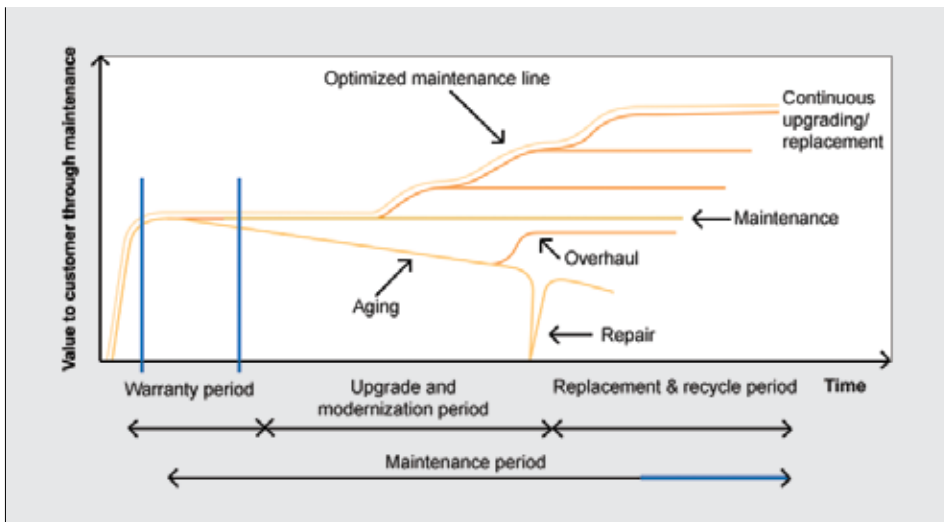 Value to customer through maintenance
Optimized maintenance line
Continuous
upgrading/
replacement
Maintenance
Overhaul
Aging
Repair
Warranty period
Upgrade and
modernization period
Replacement & recycle period
Time
Maintenance period